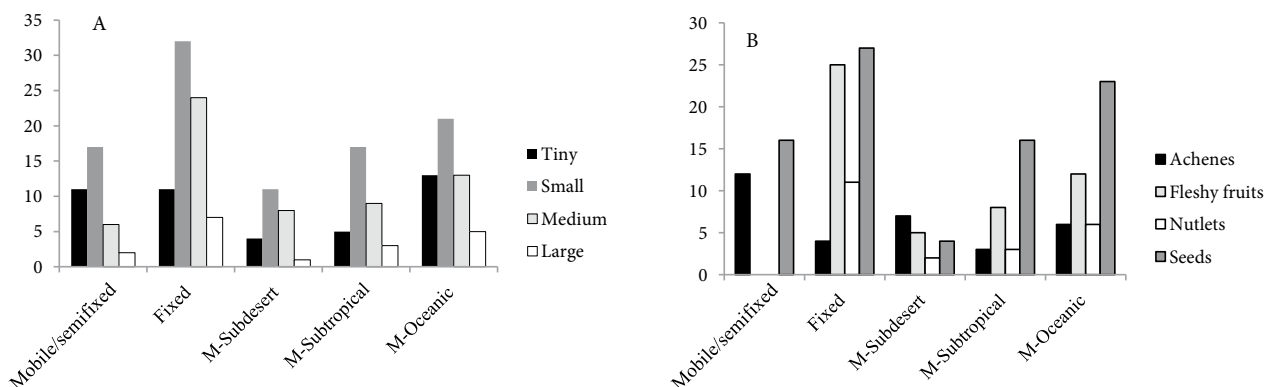 A
35
30
25
20
15
10
5
0
Mobile/semifixed
Fixed
M-Subdesert
M-Subtropical
M-Oceanic
Tiny
Small
Medium
Large
B
30
25
20
15
10
5
0
Mobile/semifixed
Fixed
M-Subdesert
M-Subtropical
M-Oceanic
Achenes
Fleshy fruits
Nutlets
Seeds